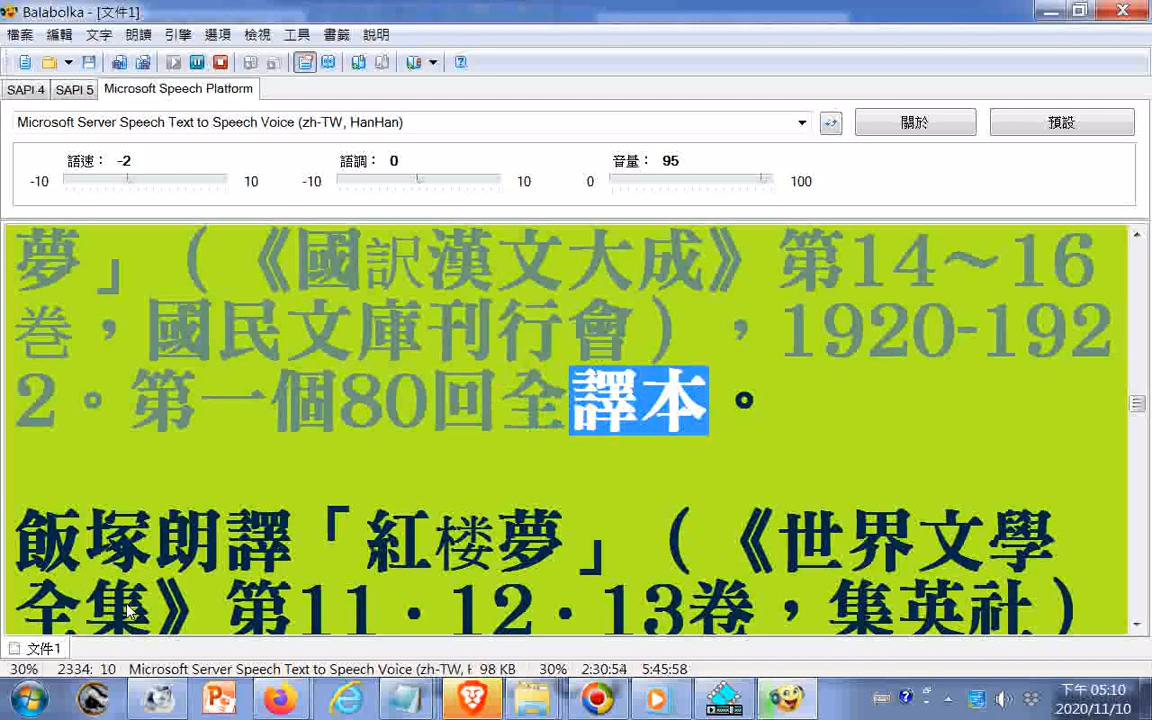 Balabolka - [文件1]
檔案 編輯 文字 朗讀 引擎 選項 檢視 工具 書籤 說明
SAPI 4 SAPI 5 Microsoft Speech Platform
Microsoft Server Speech Text to Speech Voice (zh-TW, HanHan)
關於 預設
語速： -2 語調： 0 音量： 95
-10 10 -10 10 0 100
夢」（《國訳漢文大成》第14～16
巻，國民文庫刊行會），1920-192
2。第一個80回全譯本。
飯塚朗譯「紅楼夢」（《世界文學
全集》第11．12．13卷，集英社）
文件1
30% 2334: 10 Microsoft Server Speech Text to Speech Voice (zh-TW, H 98 KB 30% 2:30:54 5:45:58
下午 05:10
2020/11/10